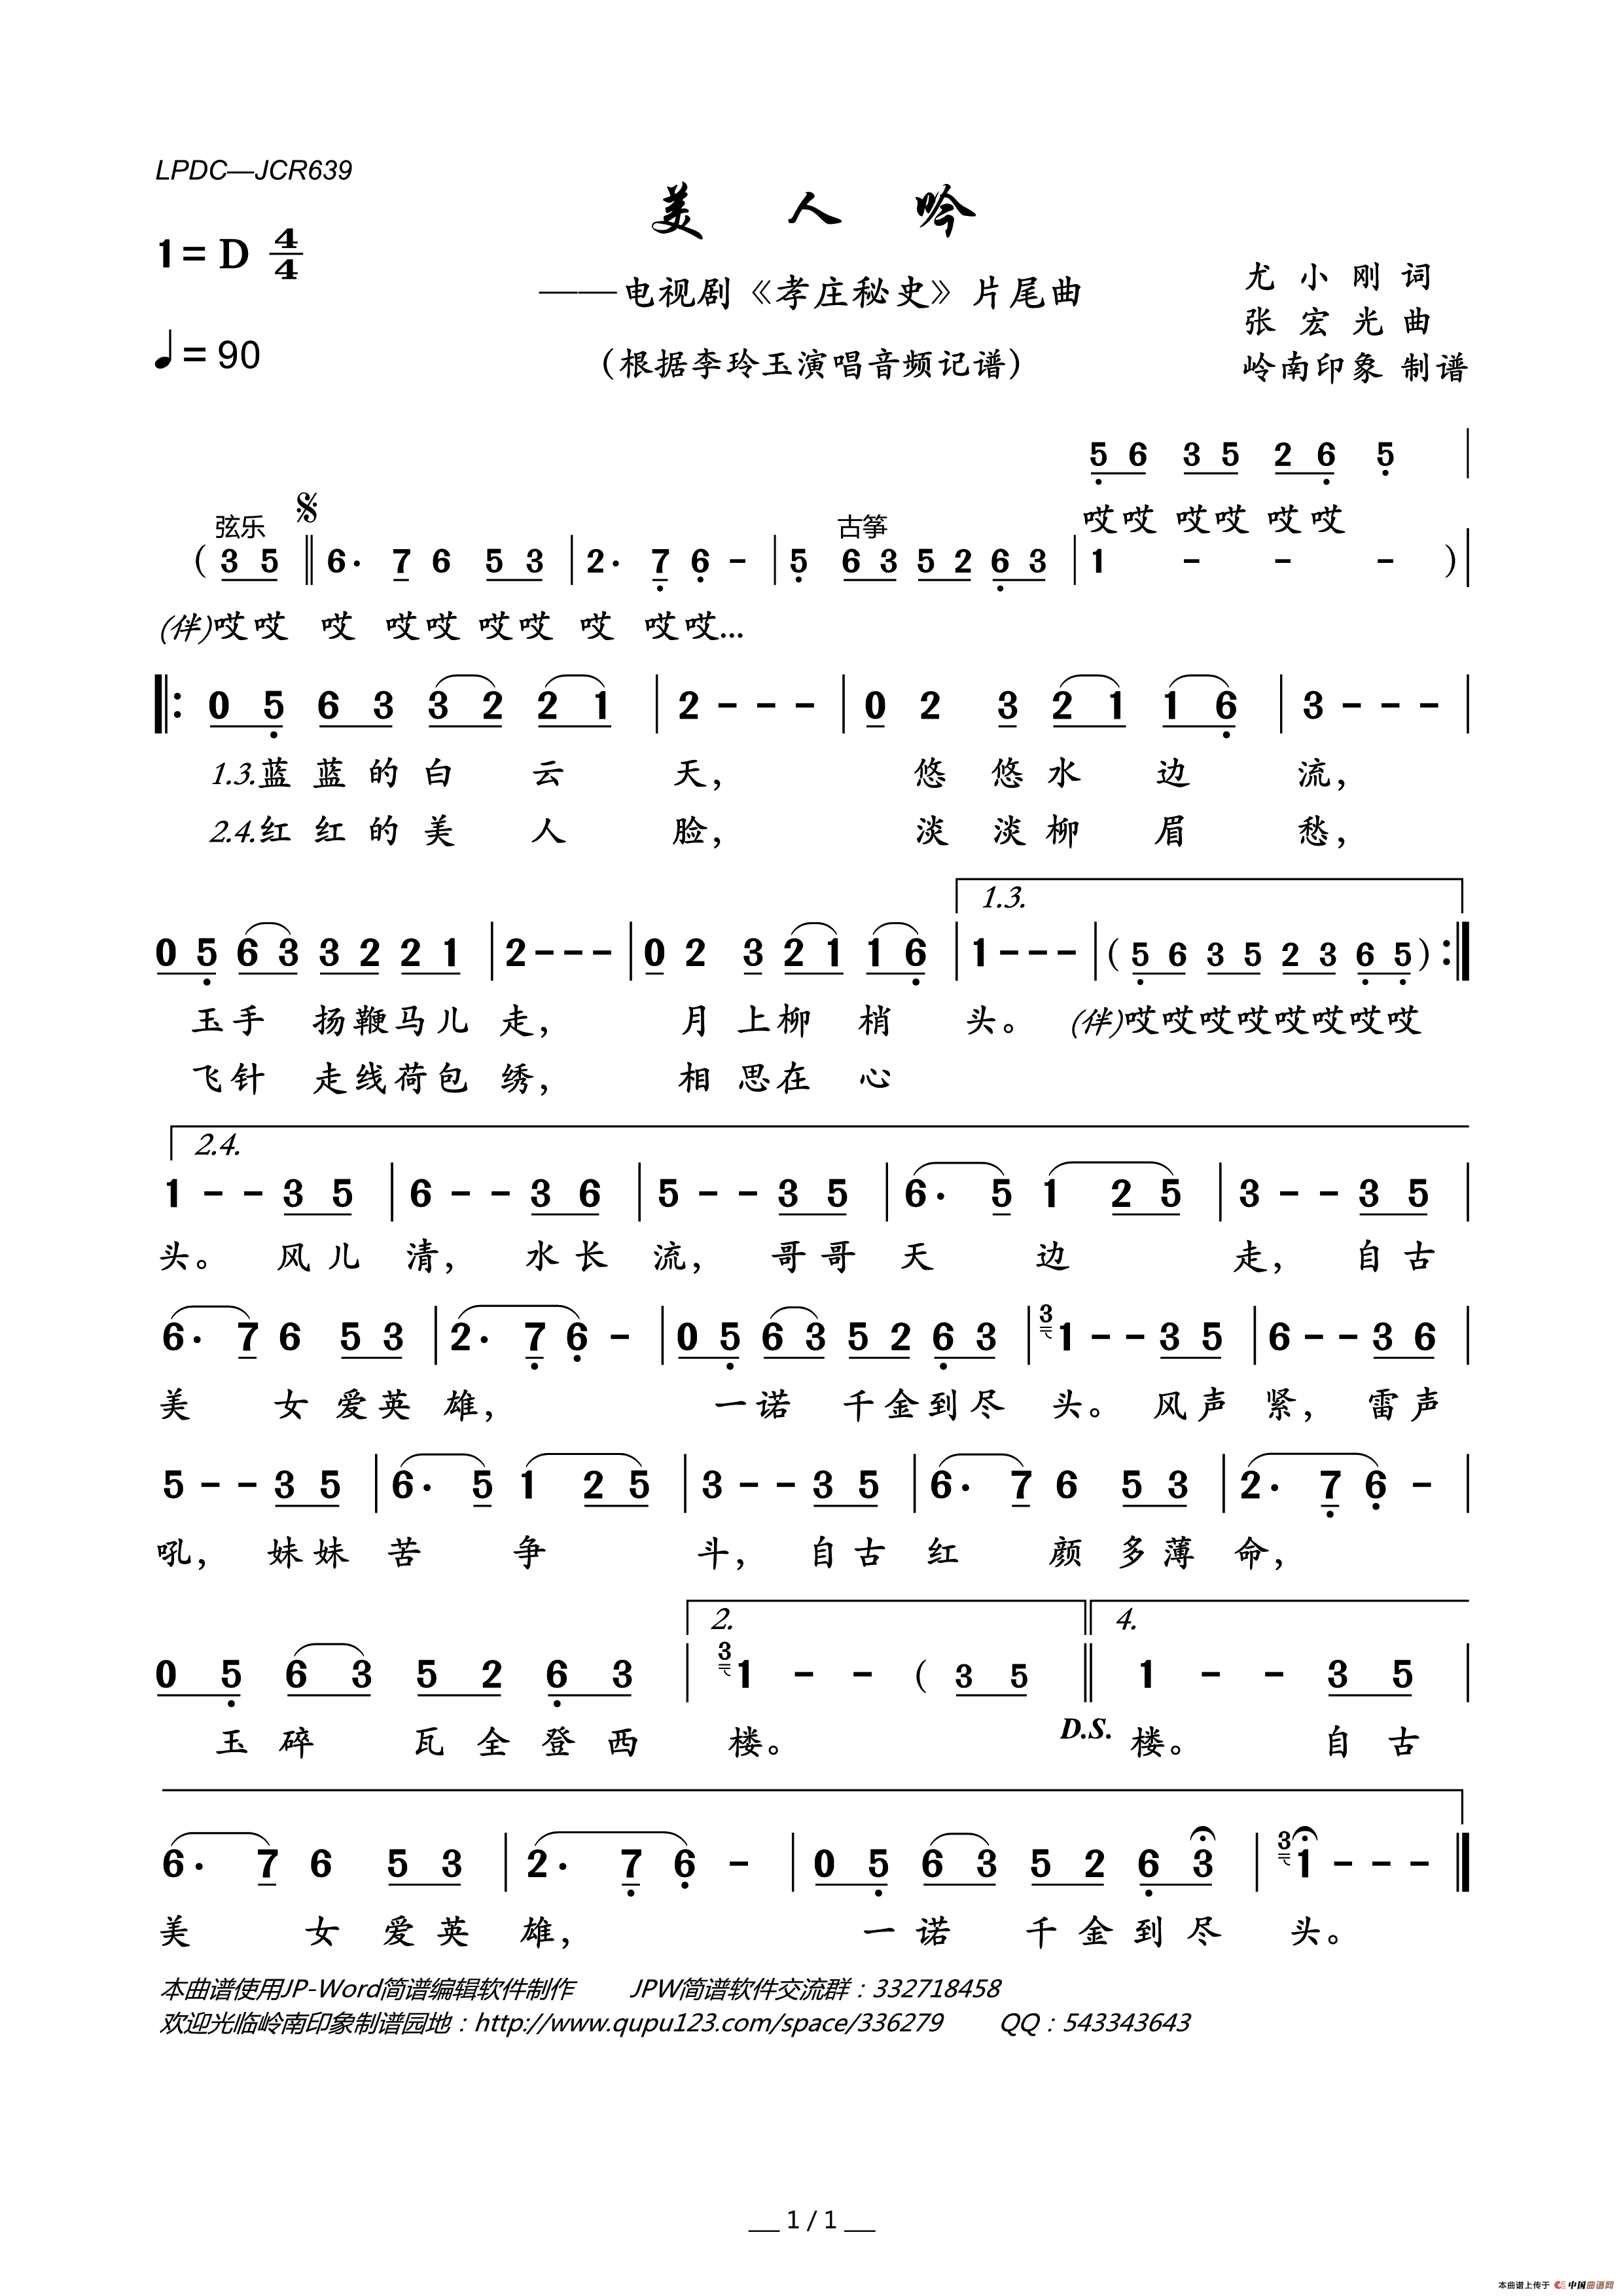 LPDC—JCR639
美 人 吟
1= D 4/4
——电视剧《孝庄秘史》片尾曲
尤 小 刚 词
张 宏 光 曲
♩= 90
(根据李玲玉演唱音频记谱)
岭南印象 制谱
5 6 3 5 2 6 5
哎哎 哎哎 哎哎
弦乐 古筝
( 3 5 ‖ 6. 7 6 5 3 | 2. 7 6 - | 5 6 3 5 2 6 3 | 1 - - - ) |
(伴)哎哎 哎 哎哎 哎哎 哎 哎哎...
‖: 0 5 6 3 3 2 2 1 | 2 - - - | 0 2 3 2 1 1 6 | 3 - - - |
1.3.蓝 蓝 的 白 云 天, 悠 悠 水 边 流,
2.4.红 红 的 美 人 脸, 淡 淡 柳 眉 愁,
1.3.
0 5 6 3 3 2 2 1 | 2 - - - | 0 2 3 2 1 1 6 | 1 - - - | ( 5 6 3 5 2 3 6 5 ) :‖
玉手 扬鞭马儿 走, 月 上柳 梢 头。 (伴)哎哎哎哎哎哎哎哎
飞针 走线荷包 绣, 相 思在 心
2.4.
1 - - 3 5 | 6 - - 3 6 | 5 - - 3 5 | 6. 5 1 2 5 | 3 - - 3 5 |
头。 风 儿 清, 水 长 流, 哥 哥 天 边 走, 自 古
6. 7 6 5 3 | 2. 7 6 - | 0 5 6 3 5 2 6 3 | 3 1 - - 3 5 | 6 - - 3 6 |
美 女 爱 英 雄, 一 诺 千金到尽 头。 风声 紧, 雷声
5 - - 3 5 | 6. 5 1 2 5 | 3 - - 3 5 | 6. 7 6 5 3 | 2. 7 6 - |
吼, 妹妹 苦 争 斗, 自古 红 颜 多薄 命,
2. 4.
0 5 6 3 5 2 6 3 | 3 1 - - ( 3 5 ‖ 1 - - 3 5 |
玉 碎 瓦 全 登 西 楼。 D.S. 楼。 自 古
6. 7 6 5 3 | 2. 7 6 - | 0 5 6 3 5 2 6 3 | 3 1 - - - ‖
美 女 爱 英 雄, 一 诺 千 金 到 尽 头。
本曲谱使用JP-Word简谱编辑软件制作 JPW简谱软件交流群：332718458
欢迎光临岭南印象制谱园地：http://www.qupu123.com/space/336279 QQ：543343643
1 / 1
本曲谱上传于 中国曲谱网